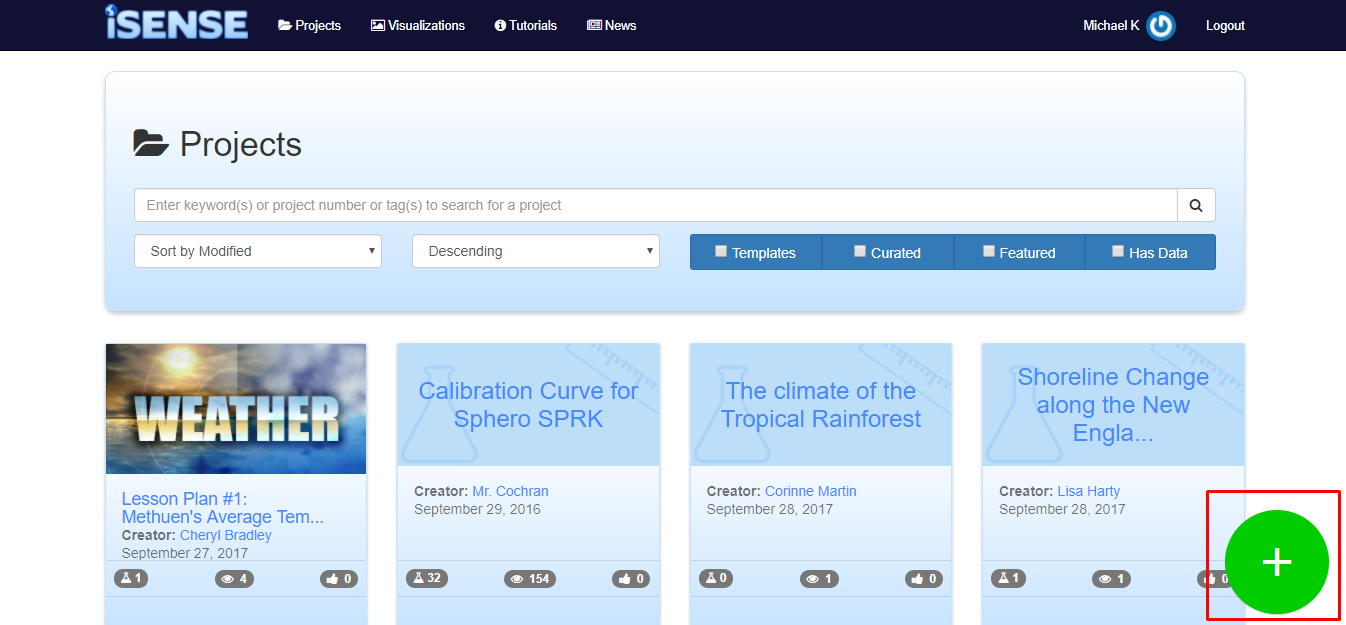 iSENSE Projects Visualizations Tutorials News Michael K Logout
Projects
Enter keyword(s) or project number or tag(s) to search for a project
Sort by Modified Descending Templates Curated Featured Has Data
WEATHER
Lesson Plan #1:
Methuen's Average Tem...
Creator: Cheryl Bradley
September 27, 2017
1 4 0
Calibration Curve for
Sphero SPRK
Creator: Mr. Cochran
September 29, 2016
32 154 0
The climate of the
Tropical Rainforest
Creator: Corinne Martin
September 28, 2017
0 1 0
Shoreline Change
along the New
Engla...
Creator: Lisa Harty
September 28, 2017
1 1 0
+